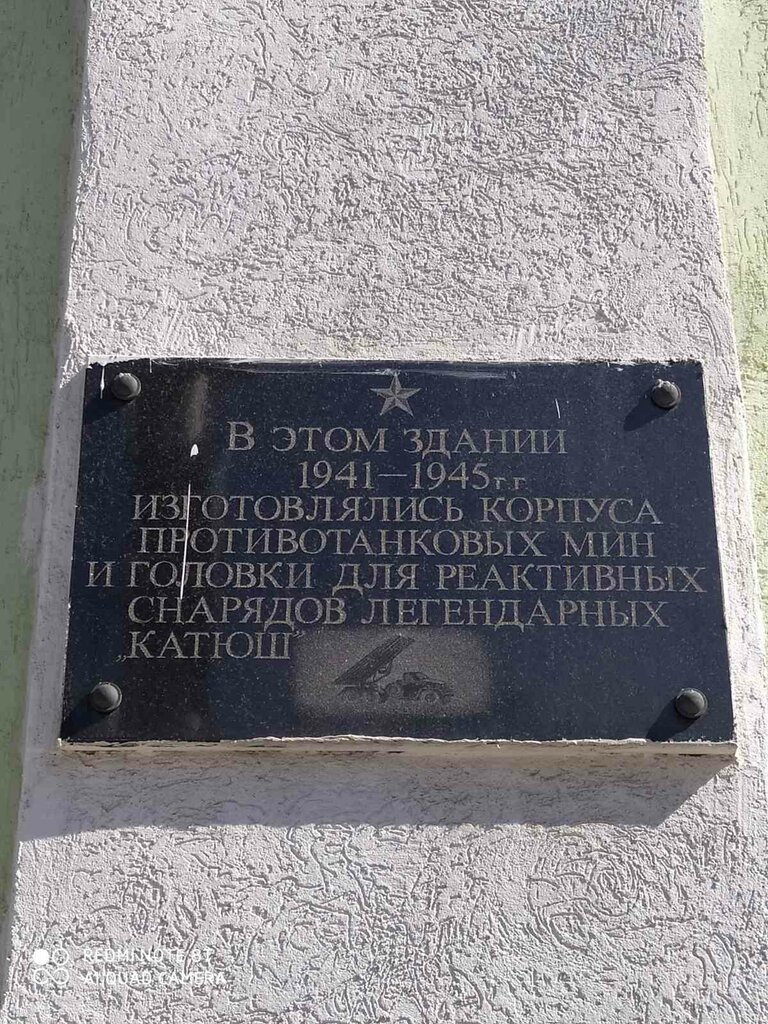 В ЭТОМ ЗДАНИИ
1941—1945г.г.
ИЗГОТОВЛЯЛИСЬ КОРПУСА
ПРОТИВОТАНКОВЫХ МИН
И ГОЛОВКИ ДЛЯ РЕАКТИВНЫХ
СНАРЯДОВ ЛЕГЕНДАРНЫХ
„КАТЮШ"
REDMI NOTE 8T
AI QUAD CAMERA